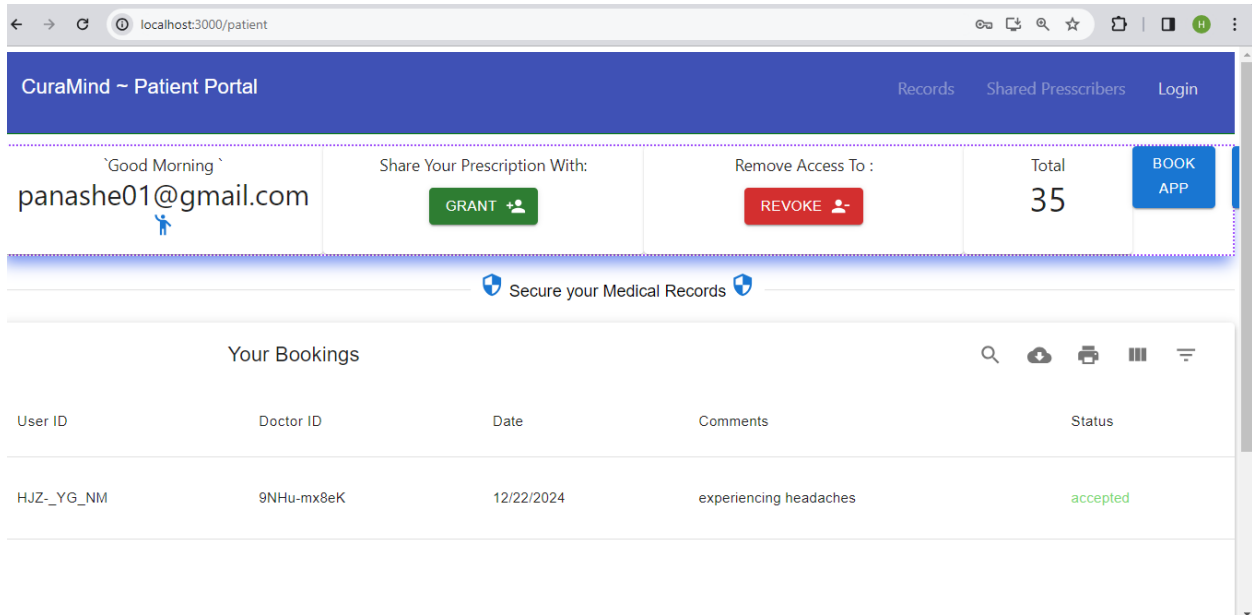 localhost:3000/patient
H
CuraMind ~ Patient Portal
Records Shared Presscribers Login
`Good Morning `
panashe01@gmail.com
Share Your Prescription With:
GRANT
Remove Access To :
REVOKE
Total
35
BOOK
APP
Secure your Medical Records
Your Bookings
User ID Doctor ID Date Comments Status
HJZ-_YG_NM 9NHu-mx8eK 12/22/2024 experiencing headaches accepted